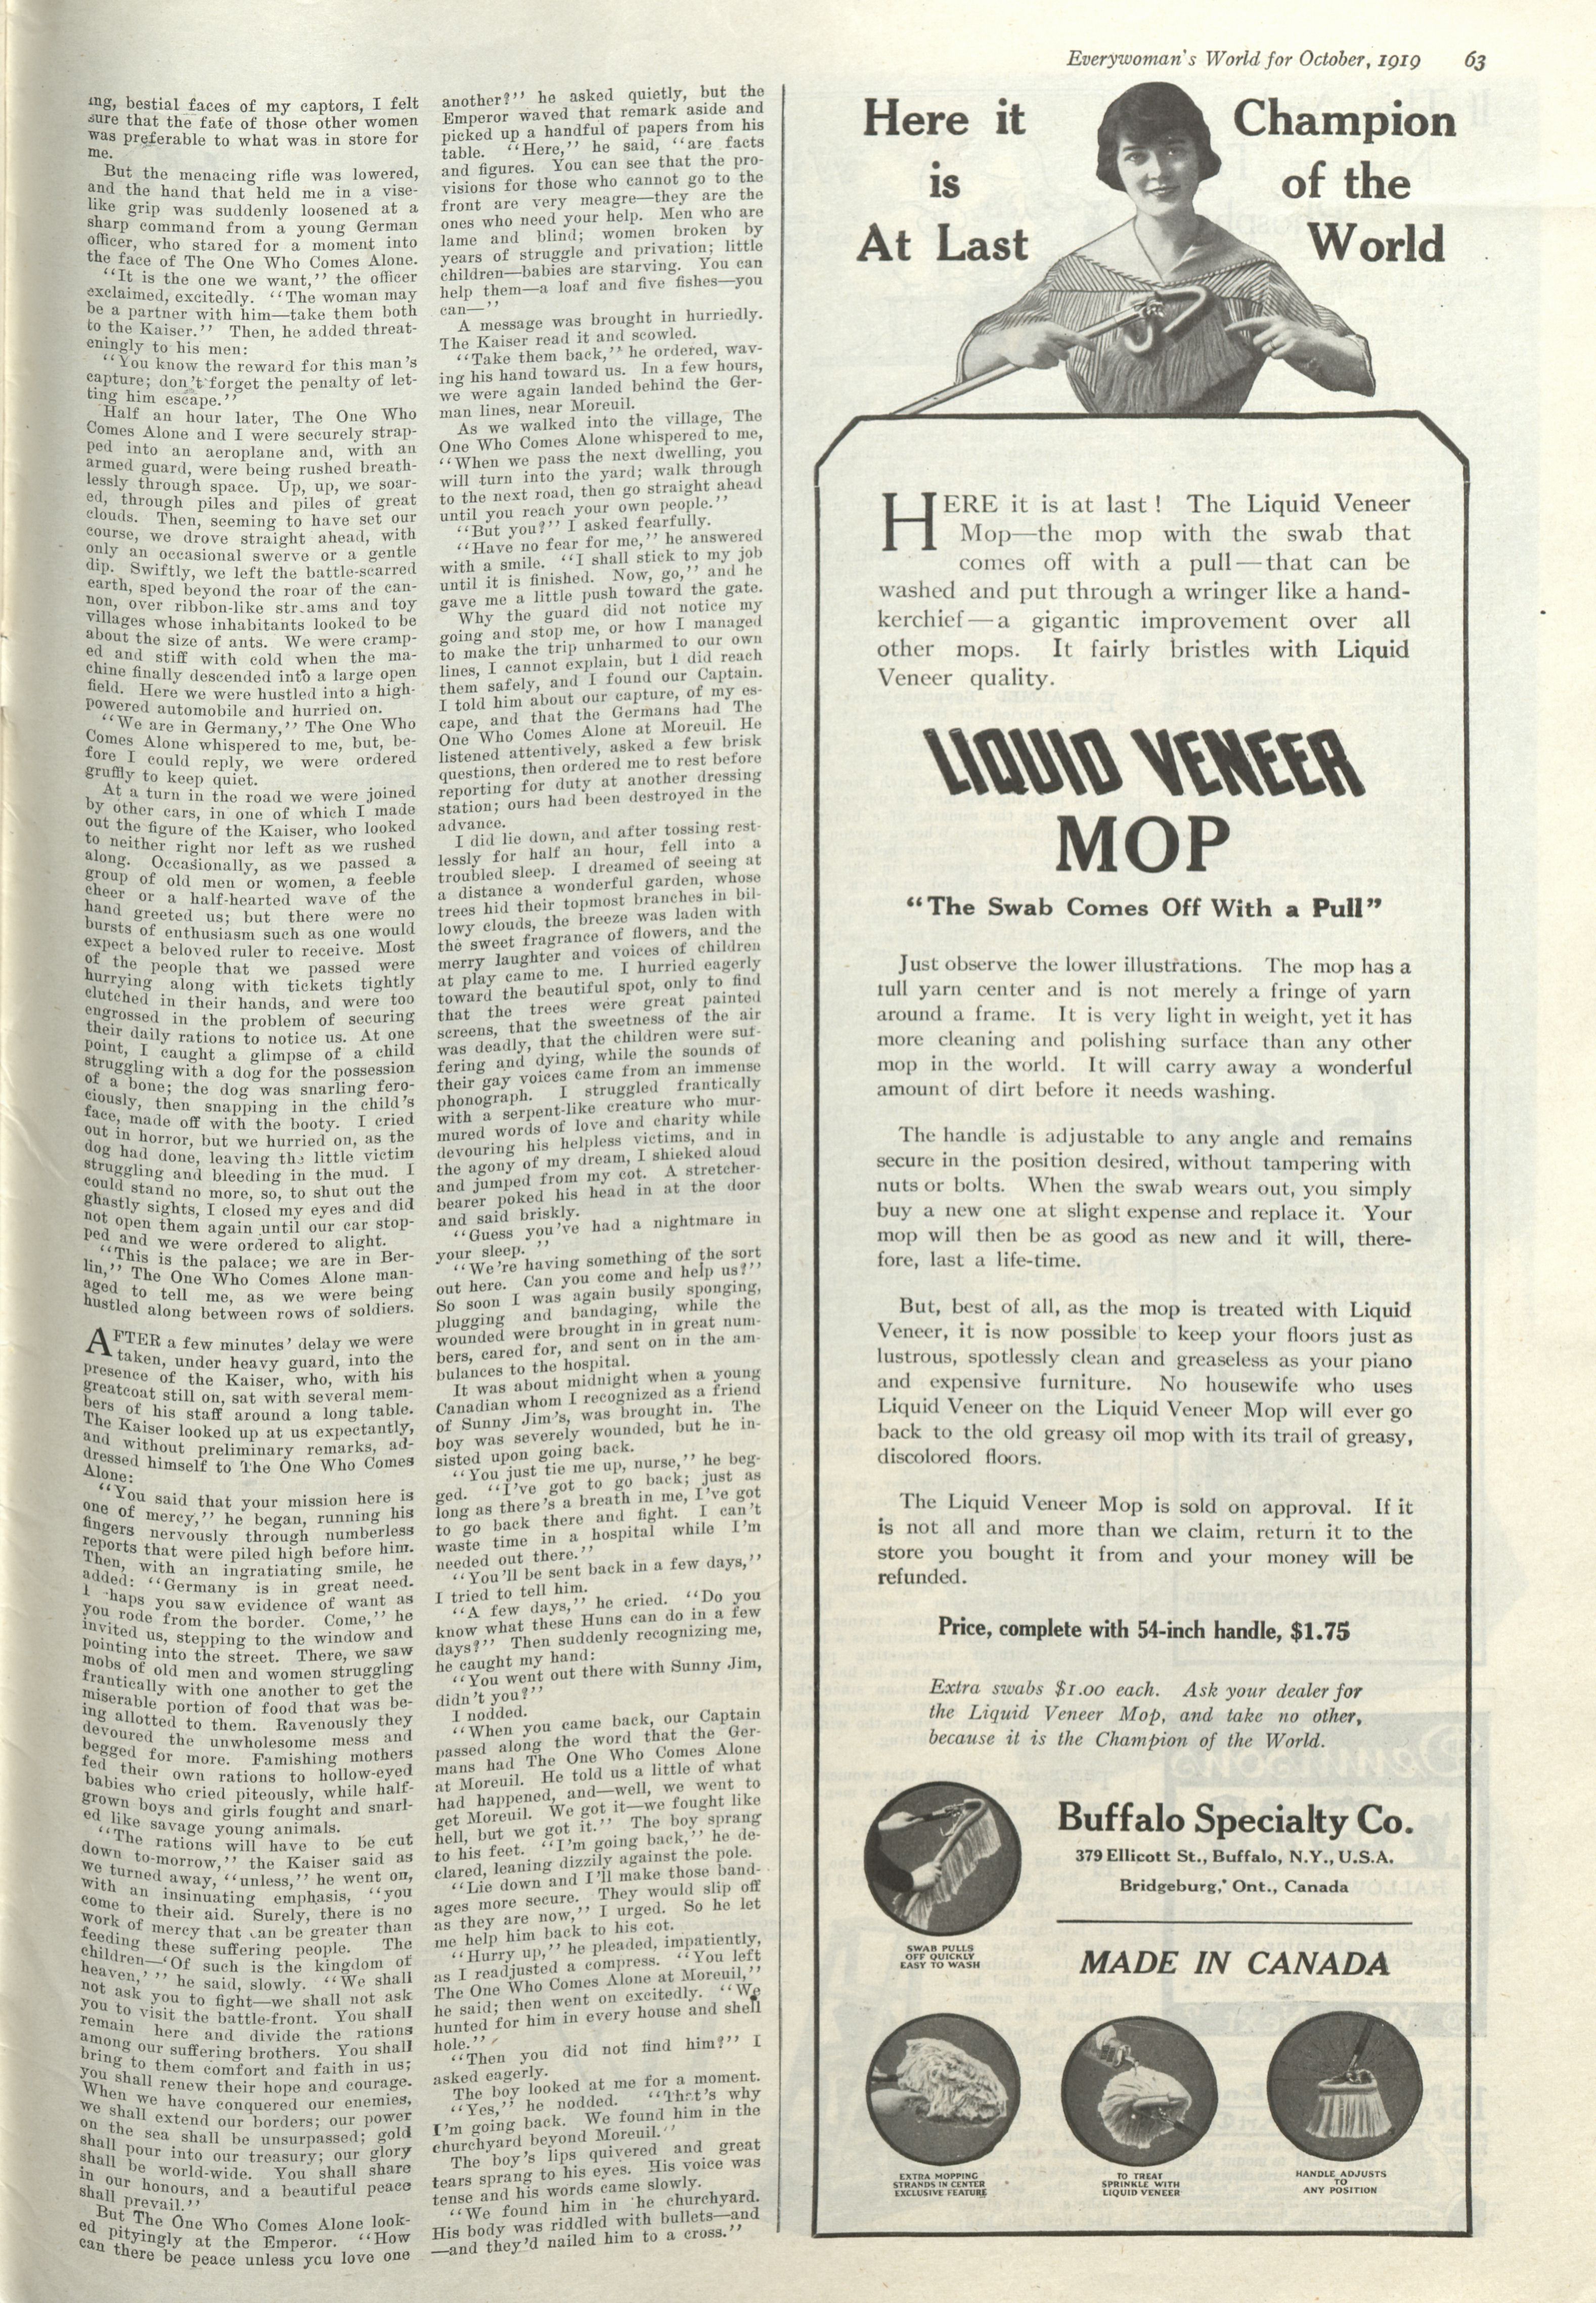 Everywoman's World for October, 1919 63
ing, bestial faces of my captors, I felt
sure that the fate of those other women
was preferable to what was in store for
me.
But the menacing rifle was lowered,
and the hand that held me in a vise-
like grip was suddenly loosened at a
sharp command from a young German
officer, who stared for a moment into
the face of The One Who Comes Alone.
"It is the one we want," the officer
exclaimed, excitedly. "The woman may
be a partner with him—take them both
to the Kaiser." Then, he added threat-
eningly to his men:
"You know the reward for this man's
capture; don't forget the penalty of let-
ting him escape."
Half an hour later, The One Who
Comes Alone and I were securely strap-
ped into an aeroplane and, with an
armed guard, were being rushed breath-
lessly through space. Up, up, we soar-
ed, through piles and piles of great
clouds. Then, seeming to have set our
course, we drove straight ahead, with
only an occasional swerve or a gentle
dip. Swiftly, we left the battle-scarred
earth, sped beyond the roar of the can-
non, over ribbon-like streams and toy
villages whose inhabitants looked to be
about the size of ants. We were cramp-
ed and stiff with cold when the ma-
chine finally descended into a large open
field. Here we were hustled into a high-
powered automobile and hurried on.
"We are in Germany," The One Who
Comes Alone whispered to me, but, be-
fore I could reply, we were ordered
gruffly to keep quiet.
At a turn in the road we were joined
by other cars, in one of which I made
out the figure of the Kaiser, who looked
to neither right nor left as we rushed
along. Occasionally, as we passed a
group of old men or women, a feeble
cheer or a half-hearted wave of the
hand greeted us; but there were no
bursts of enthusiasm such as one would
expect a beloved ruler to receive. Most
of the people that we passed were
hurrying along with tickets tightly
clutched in their hands, and were too
engrossed in the problem of securing
their daily rations to notice us. At one
point, I caught a glimpse of a child
struggling with a dog for the possession
of a bone; the dog was snarling fero-
ciously, then snapping in the child's
face, made off with the booty. I cried
out in horror, but we hurried on, as the
dog had done, leaving the little victim
struggling and bleeding in the mud. I
could stand no more, so, to shut out the
ghastly sights, I closed my eyes and did
not open them again until our car stop-
ped and we were ordered to alight.
"This is the palace; we are in Ber-
lin," The One Who Comes Alone man-
aged to tell me, as we were being
hustled along between rows of soldiers.
AFTER a few minutes' delay we were
taken, under heavy guard, into the
presence of the Kaiser, who, with his
greatcoat still on, sat with several mem-
bers of his staff around a long table.
The Kaiser looked up at us expectantly,
and without preliminary remarks, ad-
dressed himself to The One Who Comes
Alone:
"You said that your mission here is
one of mercy," he began, running his
fingers nervously through numberless
reports that were piled high before him.
Then, with an ingratiating smile, he
added: "Germany is in great need.
haps you saw evidence of want as
you rode from the border. Come," he
invited us, stepping to the window and
pointing into the street. There, we saw
mobs of old men and women struggling
frantically with one another to get the
miserable portion of food that was be-
ing allotted to them. Ravenously they
devoured the unwholesome mess and
begged for more. Famishing mothers
fed their own rations to hollow-eyed
babies who cried piteously, while half-
grown boys and girls fought and snarl-
ed like savage young animals.
"The rations will have to be cut
down to-morrow," the Kaiser said as
we turned away, "unless," he went on,
with an insinuating emphasis, "you
come to their aid. Surely, there is no
work of mercy that can be greater than
feeding these suffering people. The
children—'Of such is the kingdom of
heaven,'" he said, slowly. "We shall
not ask you to fight—we shall not ask
you to visit the battle-front. You shall
remain here and divide the rations
among our suffering brothers. You shall
bring to them comfort and faith in us;
you shall renew their hope and courage.
When we have conquered our enemies,
we shall extend our borders; our power
on the sea shall be unsurpassed; gold
shall pour into our treasury; our glory
shall be world-wide. You shall share
in our honours, and a beautiful peace
shall prevail."
But The One Who Comes Alone look-
ed pityingly at the Emperor. "How
can there be peace unless you love one
another?" he asked quietly, but the
Emperor waved that remark aside and
picked up a handful of papers from his
table. "Here," he said, "are facts
and figures. You can see that the pro-
visions for those who cannot go to the
front are very meagre—they are the
ones who need your help. Men who are
lame and blind; women broken by
years of struggle and privation; little
children—babies are starving. You can
help them—a loaf and five fishes—you
can—"
A message was brought in hurriedly.
The Kaiser read it and scowled.
"Take them back," he ordered, wav-
ing his hand toward us. In a few hours,
we were again landed behind the Ger-
man lines, near Moreuil.
As we walked into the village, The
One Who Comes Alone whispered to me,
"When we pass the next dwelling, you
will turn into the yard; walk through
to the next road, then go straight ahead
until you reach your own people."
"But you?" I asked fearfully.
"Have no fear for me," he answered
with a smile. "I shall stick to my job
until it is finished. Now, go," and he
gave me a little push toward the gate.
Why the guard did not notice my
going and stop me, or how I managed
to make the trip unharmed to our own
lines, I cannot explain, but I did reach
them safely, and I found our Captain.
I told him about our capture, of my es-
cape, and that the Germans had The
One Who Comes Alone at Moreuil. He
listened attentively, asked a few brisk
questions, then ordered me to rest before
reporting for duty at another dressing
station; ours had been destroyed in the
advance.
I did lie down, and after tossing rest-
lessly for half an hour, fell into a
troubled sleep. I dreamed of seeing at
a distance a wonderful garden, whose
trees hid their topmost branches in bil-
lowy clouds, the breeze was laden with
the sweet fragrance of flowers, and the
merry laughter and voices of children
at play came to me. I hurried eagerly
toward the beautiful spot, only to find
that the trees were great painted
screens, that the sweetness of the air
was deadly, that the children were suf-
fering and dying, while the sounds of
their gay voices came from an immense
phonograph. I struggled frantically
with a serpent-like creature who mur-
mured words of love and charity while
devouring his helpless victims, and in
the agony of my dream, I shieked aloud
and jumped from my cot. A stretcher-
bearer poked his head in at the door
and said briskly.
"Guess you've had a nightmare in
your sleep."
"We're having something of the sort
out here. Can you come and help us?"
So soon I was again busily sponging,
plugging and bandaging, while the
wounded were brought in in great num-
bers, cared for, and sent on in the am-
bulances to the hospital.
It was about midnight when a young
Canadian whom I recognized as a friend
of Sunny Jim's, was brought in. The
boy was severely wounded, but he in-
sisted upon going back.
"You just tie me up, nurse," he beg-
ged. "I've got to go back; just as
long as there's a breath in me, I've got
to go back there and fight. I can't
waste time in a hospital while I'm
needed out there."
"You'll be sent back in a few days,"
I tried to tell him.
"A few days," he cried. "Do you
know what these Huns can do in a few
days?" Then suddenly recognizing me,
he caught my hand:
"You went out there with Sunny Jim,
didn't you?"
I nodded.
"When you came back, our Captain
passed along the word that the Ger-
mans had The One Who Comes Alone
at Moreuil. He told us a little of what
had happened, and—well, we went to
get Moreuil. We got it—we fought like
hell, but we got it." The boy sprang
to his feet. "I'm going back," he de-
clared, leaning dizzily against the pole.
"Lie down and I'll make those band-
ages more secure. They would slip off
as they are now," I urged. So he let
me help him back to his cot.
"Hurry up," he pleaded, impatiently,
as I readjusted a compress. "You left
The One Who Comes Alone at Moreuil,"
he said; then went on excitedly. "We
hunted for him in every house and shell
hole."
"Then you did not find him?" I
asked eagerly.
The boy looked at me for a moment.
"Yes," he nodded. "That's why
I'm going back. We found him in the
churchyard beyond Moreuil."
The boy's lips quivered and great
tears sprang to his eyes. His voice was
tense and his words came slowly.
"We found him in he churchyard.
His body was riddled with bullets—and
—and they'd nailed him to a cross."
Here it
is
At Last
Champion
of the
World
HERE it is at last! The Liquid Veneer
Mop—the mop with the swab that
comes off with a pull—that can be
washed and put through a wringer like a hand-
kerchief—a gigantic improvement over all
other mops. It fairly bristles with Liquid
Veneer quality.
LIQUID VENEER
MOP
"The Swab Comes Off With a Pull"
Just observe the lower illustrations. The mop has a
full yarn center and is not merely a fringe of yarn
around a frame. It is very light in weight, yet it has
more cleaning and polishing surface than any other
mop in the world. It will carry away a wonderful
amount of dirt before it needs washing.
The handle is adjustable to any angle and remains
secure in the position desired, without tampering with
nuts or bolts. When the swab wears out, you simply
buy a new one at slight expense and replace it. Your
mop will then be as good as new and it will, there-
fore, last a life-time.
But, best of all, as the mop is treated with Liquid
Veneer, it is now possible to keep your floors just as
lustrous, spotlessly clean and greaseless as your piano
and expensive furniture. No housewife who uses
Liquid Veneer on the Liquid Veneer Mop will ever go
back to the old greasy oil mop with its trail of greasy,
discolored floors.
The Liquid Veneer Mop is sold on approval. If it
is not all and more than we claim, return it to the
store you bought it from and your money will be
refunded.
Price, complete with 54-inch handle, $1.75
Extra swabs $1.00 each. Ask your dealer for
the Liquid Veneer Mop, and take no other,
because it is the Champion of the World.
Buffalo Specialty Co.
379 Ellicott St., Buffalo, N.Y., U.S.A.
Bridgeburg, Ont., Canada
SWAB PULLS
OFF QUICKLY
EASY TO WASH
MADE IN CANADA
EXTRA MOPPING
STRANDS IN CENTER
EXCLUSIVE FEATURE
TO TREAT
SPRINKLE WITH
LIQUID VENEER
HANDLE ADJUSTS
TO
ANY POSITION